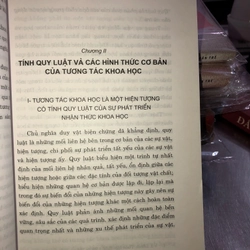 Chương II
TÍNH QUY LUẬT VÀ CÁC HÌNH THỨC CƠ BẢN
CỦA TƯƠNG TÁC KHOA HỌC
I- TƯƠNG TÁC KHOA HỌC LÀ MỘT HIỆN TƯỢNG
CÓ TÍNH QUY LUẬT CỦA SỰ PHÁT TRIỂN
NHẬN THỨC KHOA HỌC
Chủ nghĩa duy vật biện chứng đã khẳng định, quy
luật là những mối liên hệ bên trong cơ bản của các sự vật,
hiện tượng, chi phối sự phát triển tất yếu của các sự vật
và hiện tượng ấy. Quy luật biểu hiện một trình tự nhất
định của mối liên hệ nhân quả, tất yếu, ổn định giữa các
hiện tượng hoặc giữa các đặc tính của đối tượng vật chất;
biểu hiện những quan hệ cơ bản được lặp đi, lặp lại mà
trong đó sự biến đổi của những hiện tượng này gây nên sự
biến đổi của những hiện tượng khác một cách hoàn toàn
xác định. Quy luật phản ánh những mối quan hệ bền
vững, sâu sắc của các quá trình, xác định những đặc điểm
quan trọng nhất và những xu thế phát triển của sự vật,